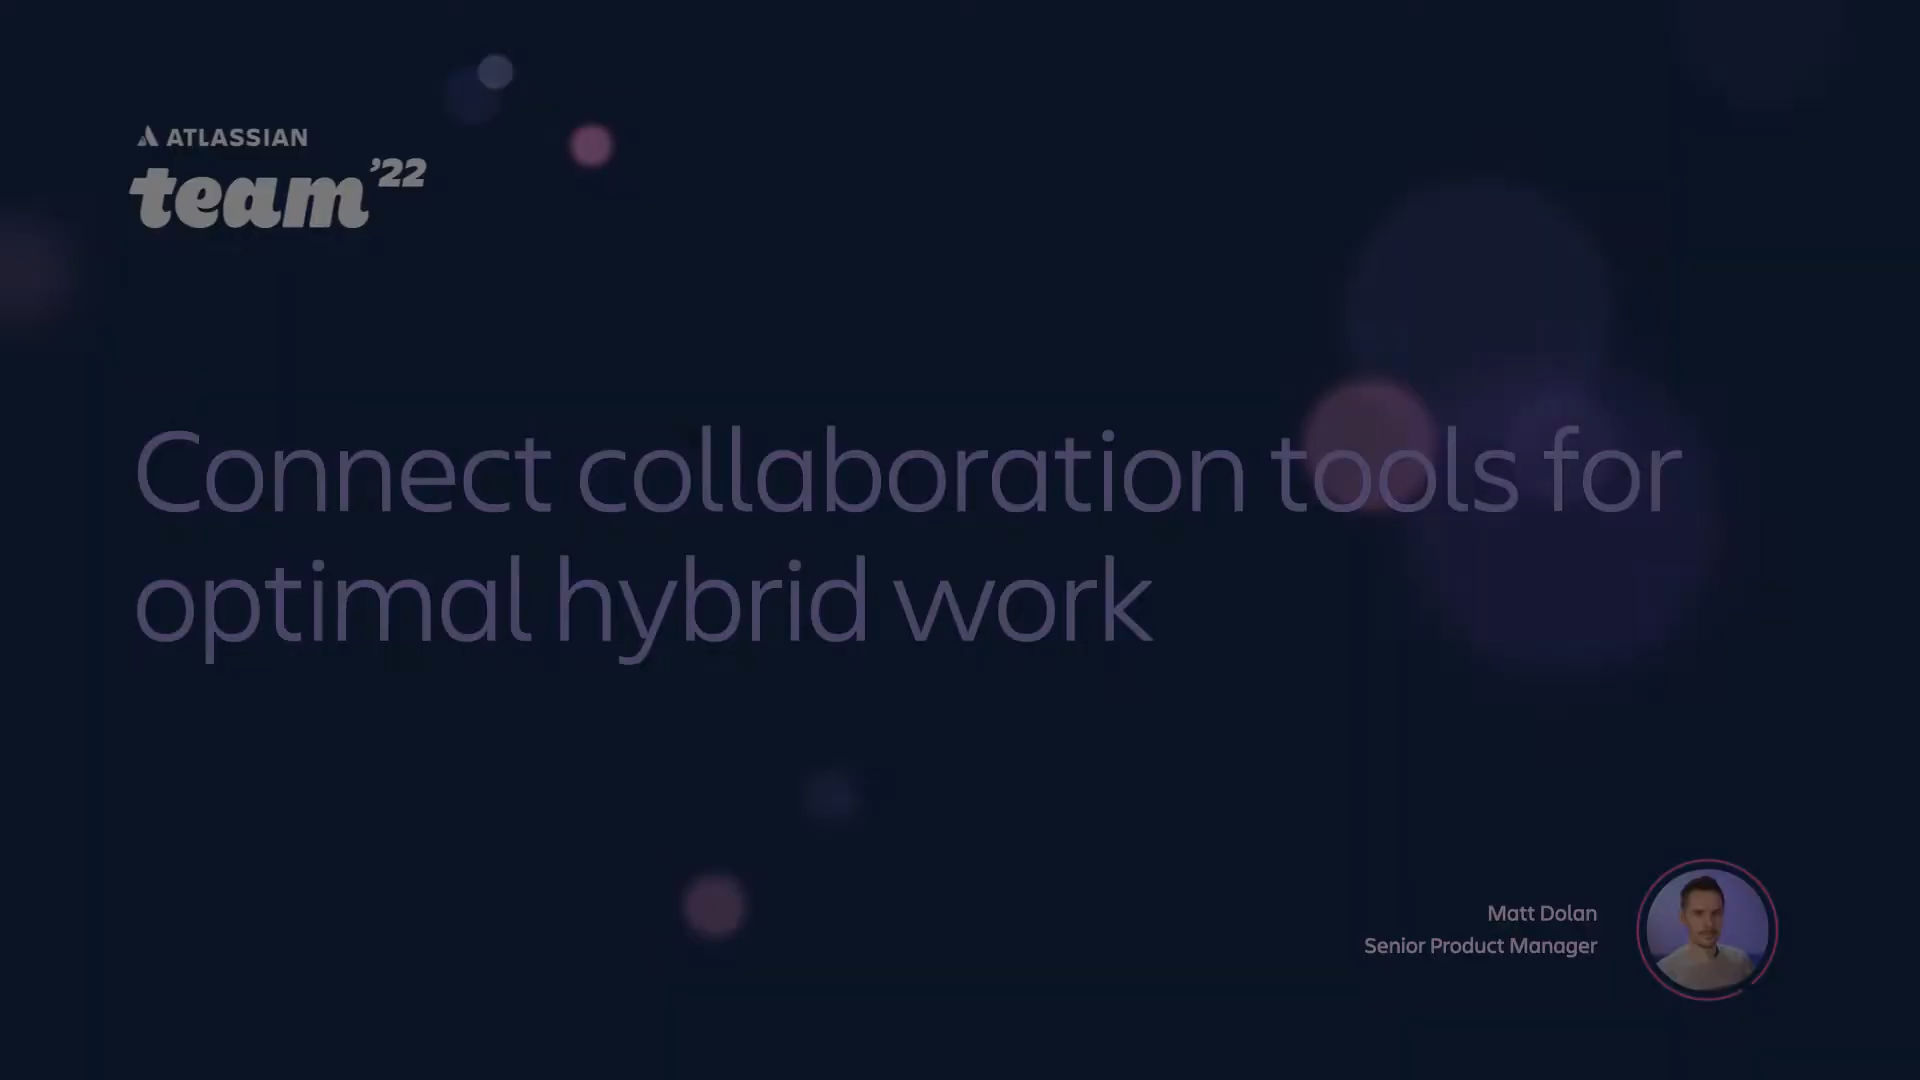 ATLASSIAN
team '22
Connect collaboration tools for
optimal hybrid work
Matt Dolan
Senior Product Manager